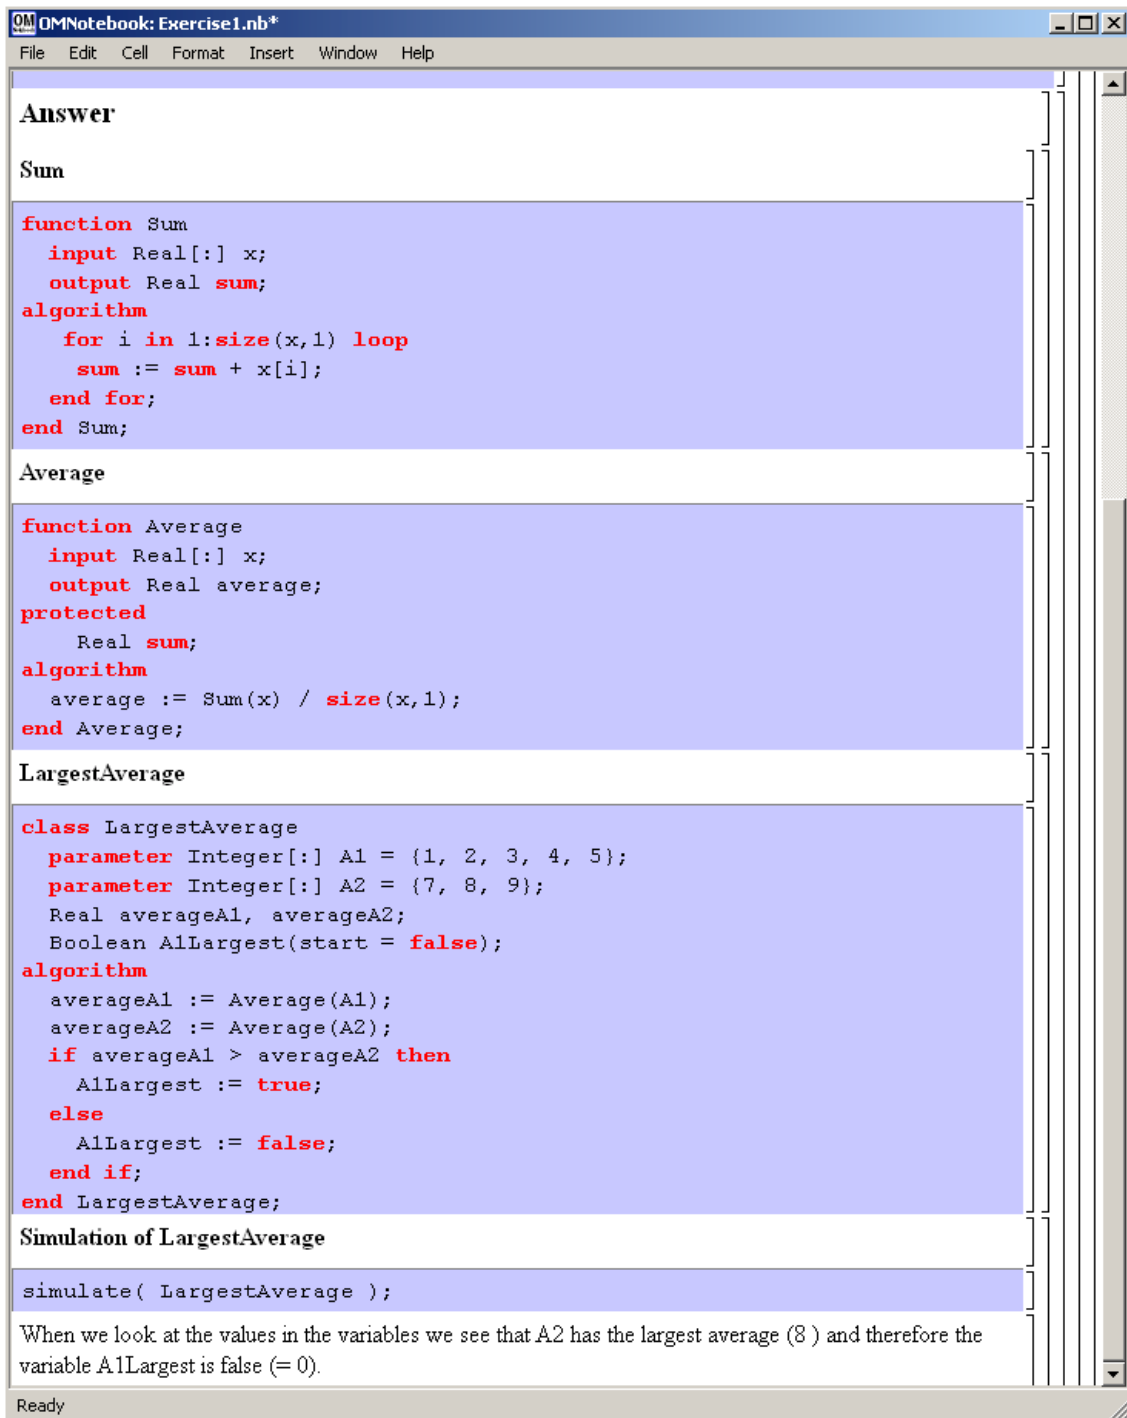 OMNotebook: Exercise1.nb*
File Edit Cell Format Insert Window Help
Answer
Sum
function Sum
input Real[:] x;
output Real sum;
algorithm
for i in 1:size(x,1) loop
sum := sum + x[i];
end for;
end Sum;
Average
function Average
input Real[:] x;
output Real average;
protected
Real sum;
algorithm
average := Sum(x) / size(x,1);
end Average;
LargestAverage
class LargestAverage
parameter Integer[:] A1 = {1, 2, 3, 4, 5};
parameter Integer[:] A2 = {7, 8, 9};
Real averageA1, averageA2;
Boolean A1Largest(start = false);
algorithm
averageA1 := Average(A1);
averageA2 := Average(A2);
if averageA1 > averageA2 then
A1Largest := true;
else
A1Largest := false;
end if;
end LargestAverage;
Simulation of LargestAverage
simulate( LargestAverage );
When we look at the values in the variables we see that A2 has the largest average (8 ) and therefore the
variable A1Largest is false (= 0).
Ready